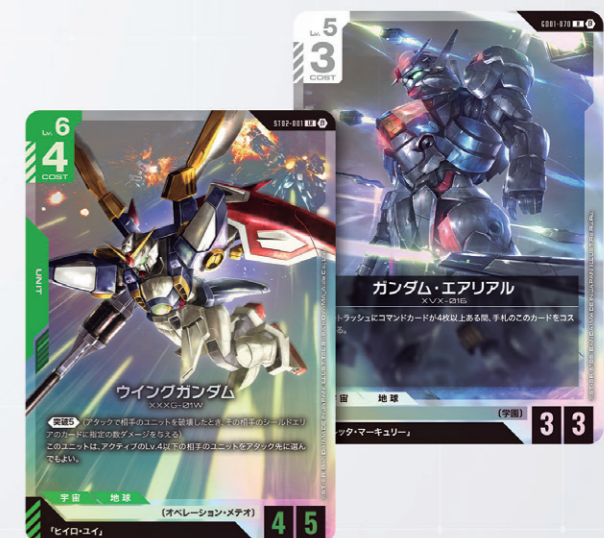 Lv. 6
4
COST
ST02-001 LR
UNIT
ウイングガンダム
XXXG-01W
突破5 (アタックで相手のユニットを破壊したとき、その相手のシールドエリ
アのカードに指定の数ダメージを与える)
このユニットは、アクティブのLv.4以下の相手のユニットをアタック先に選ん
でもよい。
宇宙 地球
〔オペレーション・メテオ〕
「ヒイロ・ユイ」
4 5
Lv. 5
3
COST
GD01-070 R
ガンダム・エアリアル
XVX-016
トラッシュにコマンドカードが4枚以上ある間、手札のこのカードをコス
る。
宙 地球
〔学園〕
レッタ・マーキュリー」
3 3